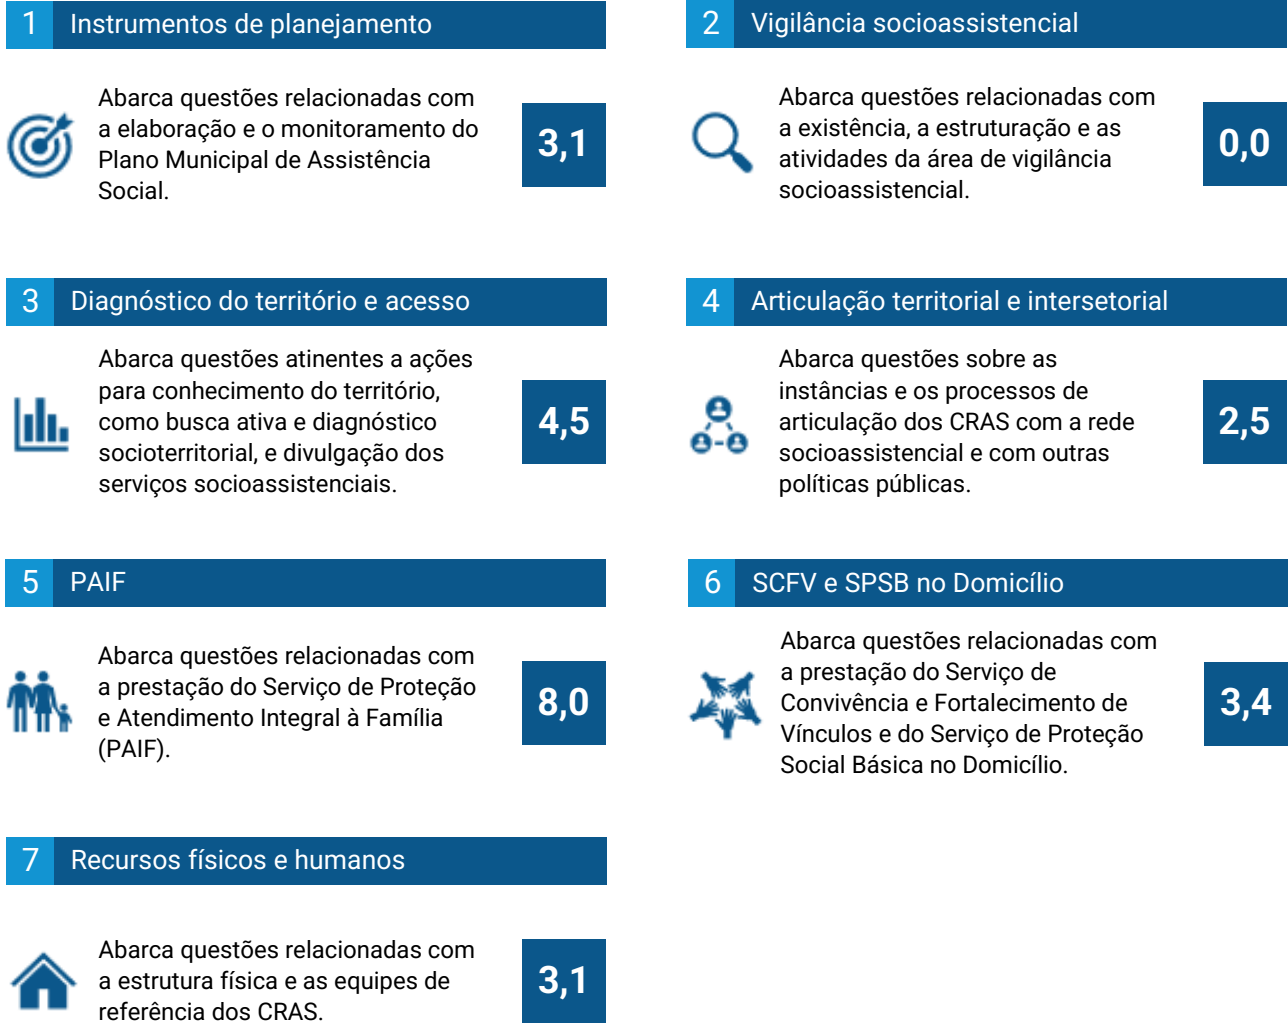 1 Instrumentos de planejamento
Abarca questões relacionadas com
a elaboração e o monitoramento do
Plano Municipal de Assistência
Social.
3,1
2 Vigilância socioassistencial
Abarca questões relacionadas com
a existência, a estruturação e as
atividades da área de vigilância
socioassistencial.
0,0
3 Diagnóstico do território e acesso
Abarca questões atinentes a ações
para conhecimento do território,
como busca ativa e diagnóstico
socioterritorial, e divulgação dos
serviços socioassistenciais.
4,5
4 Articulação territorial e intersetorial
Abarca questões sobre as
instâncias e os processos de
articulação dos CRAS com a rede
socioassistencial e com outras
políticas públicas.
2,5
5 PAIF
Abarca questões relacionadas com
a prestação do Serviço de Proteção
e Atendimento Integral à Família
(PAIF).
8,0
6 SCFV e SPSB no Domicílio
Abarca questões relacionadas com
a prestação do Serviço de
Convivência e Fortalecimento de
Vínculos e do Serviço de Proteção
Social Básica no Domicílio.
3,4
7 Recursos físicos e humanos
Abarca questões relacionadas com
a estrutura física e as equipes de
referência dos CRAS.
3,1